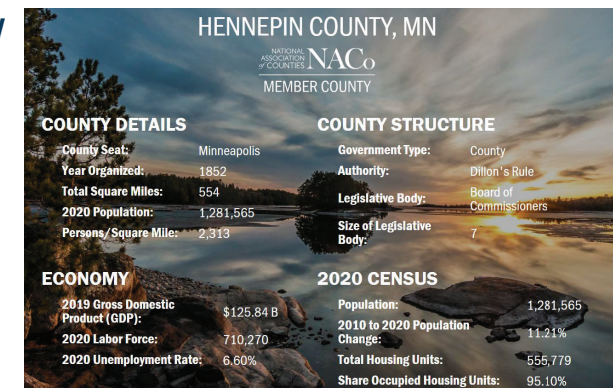 HENNEPIN COUNTY, MN
NATIONAL
ASSOCIATION
of COUNTIES NACo
MEMBER COUNTY
COUNTY DETAILS
County Seat: Minneapolis
Year Organized: 1852
Total Square Miles: 554
2020 Population: 1,281,565
Persons/Square Mile: 2,313
COUNTY STRUCTURE
Government Type: County
Authority: Dillon's Rule
Legislative Body: Board of
Commissioners
Size of Legislative
Body: 7
ECONOMY
2019 Gross Domestic
Product (GDP): $125.84 B
2020 Labor Force: 710,270
2020 Unemployment Rate: 6.60%
2020 CENSUS
Population: 1,281,565
2010 to 2020 Population
Change: 11.21%
Total Housing Units: 555,779
Share Occupied Housing Units: 95.10%